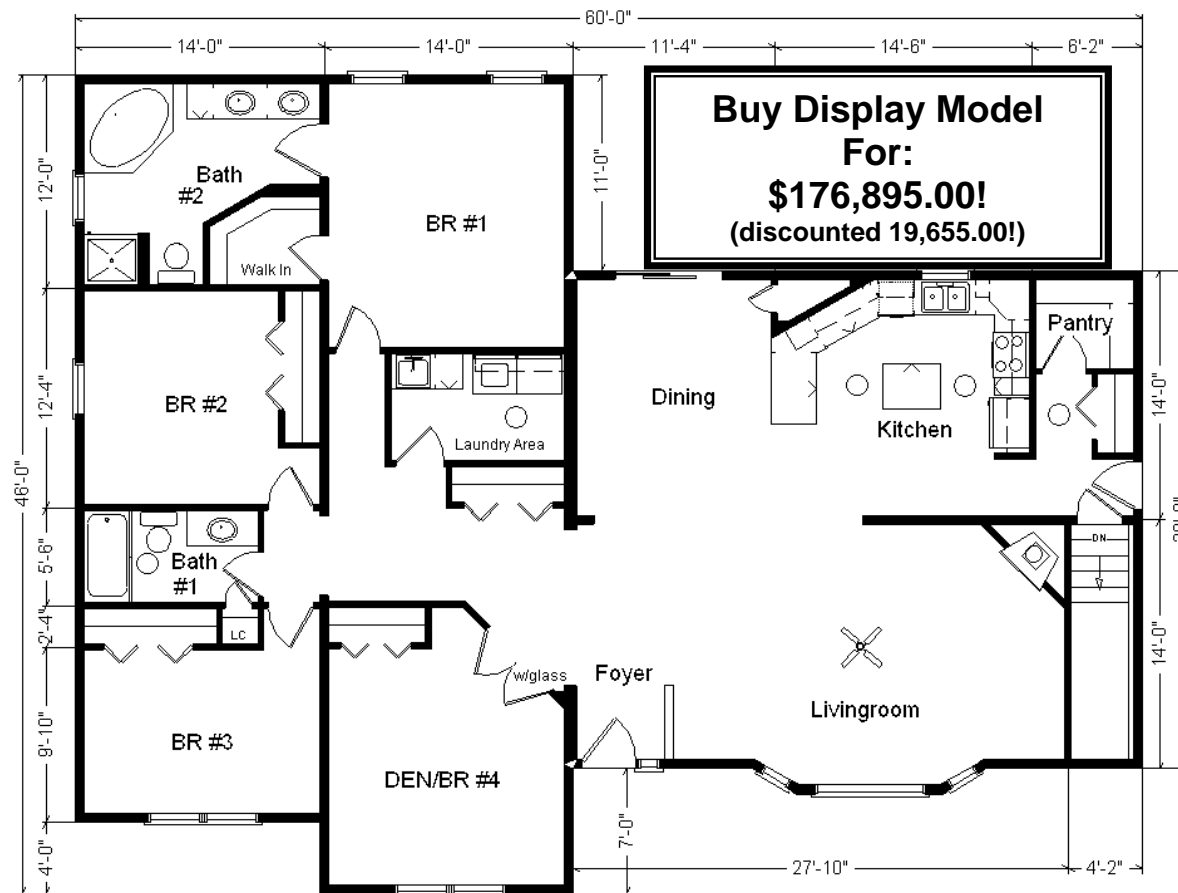 60'-0"
14'-0"
14'-0"
11'-4"
14'-6"
6'-2"
Buy Display Model
For:
$176,895.00!
(discounted 19,655.00!)
12'-0"
11'-0"
Bath
#2
BR #1
Walk In
Pantry
12'-4"
BR #2
Dining
Kitchen
14'-0"
Laundry Area
46'-0"
5'-6"
Bath
#1
DN
2'-4"
LC
w/glass
Foyer
14'-0"
Livingroom
9'-10"
BR #3
DEN/BR #4
4'-0"
7'-0"
27'-10"
4'-2"